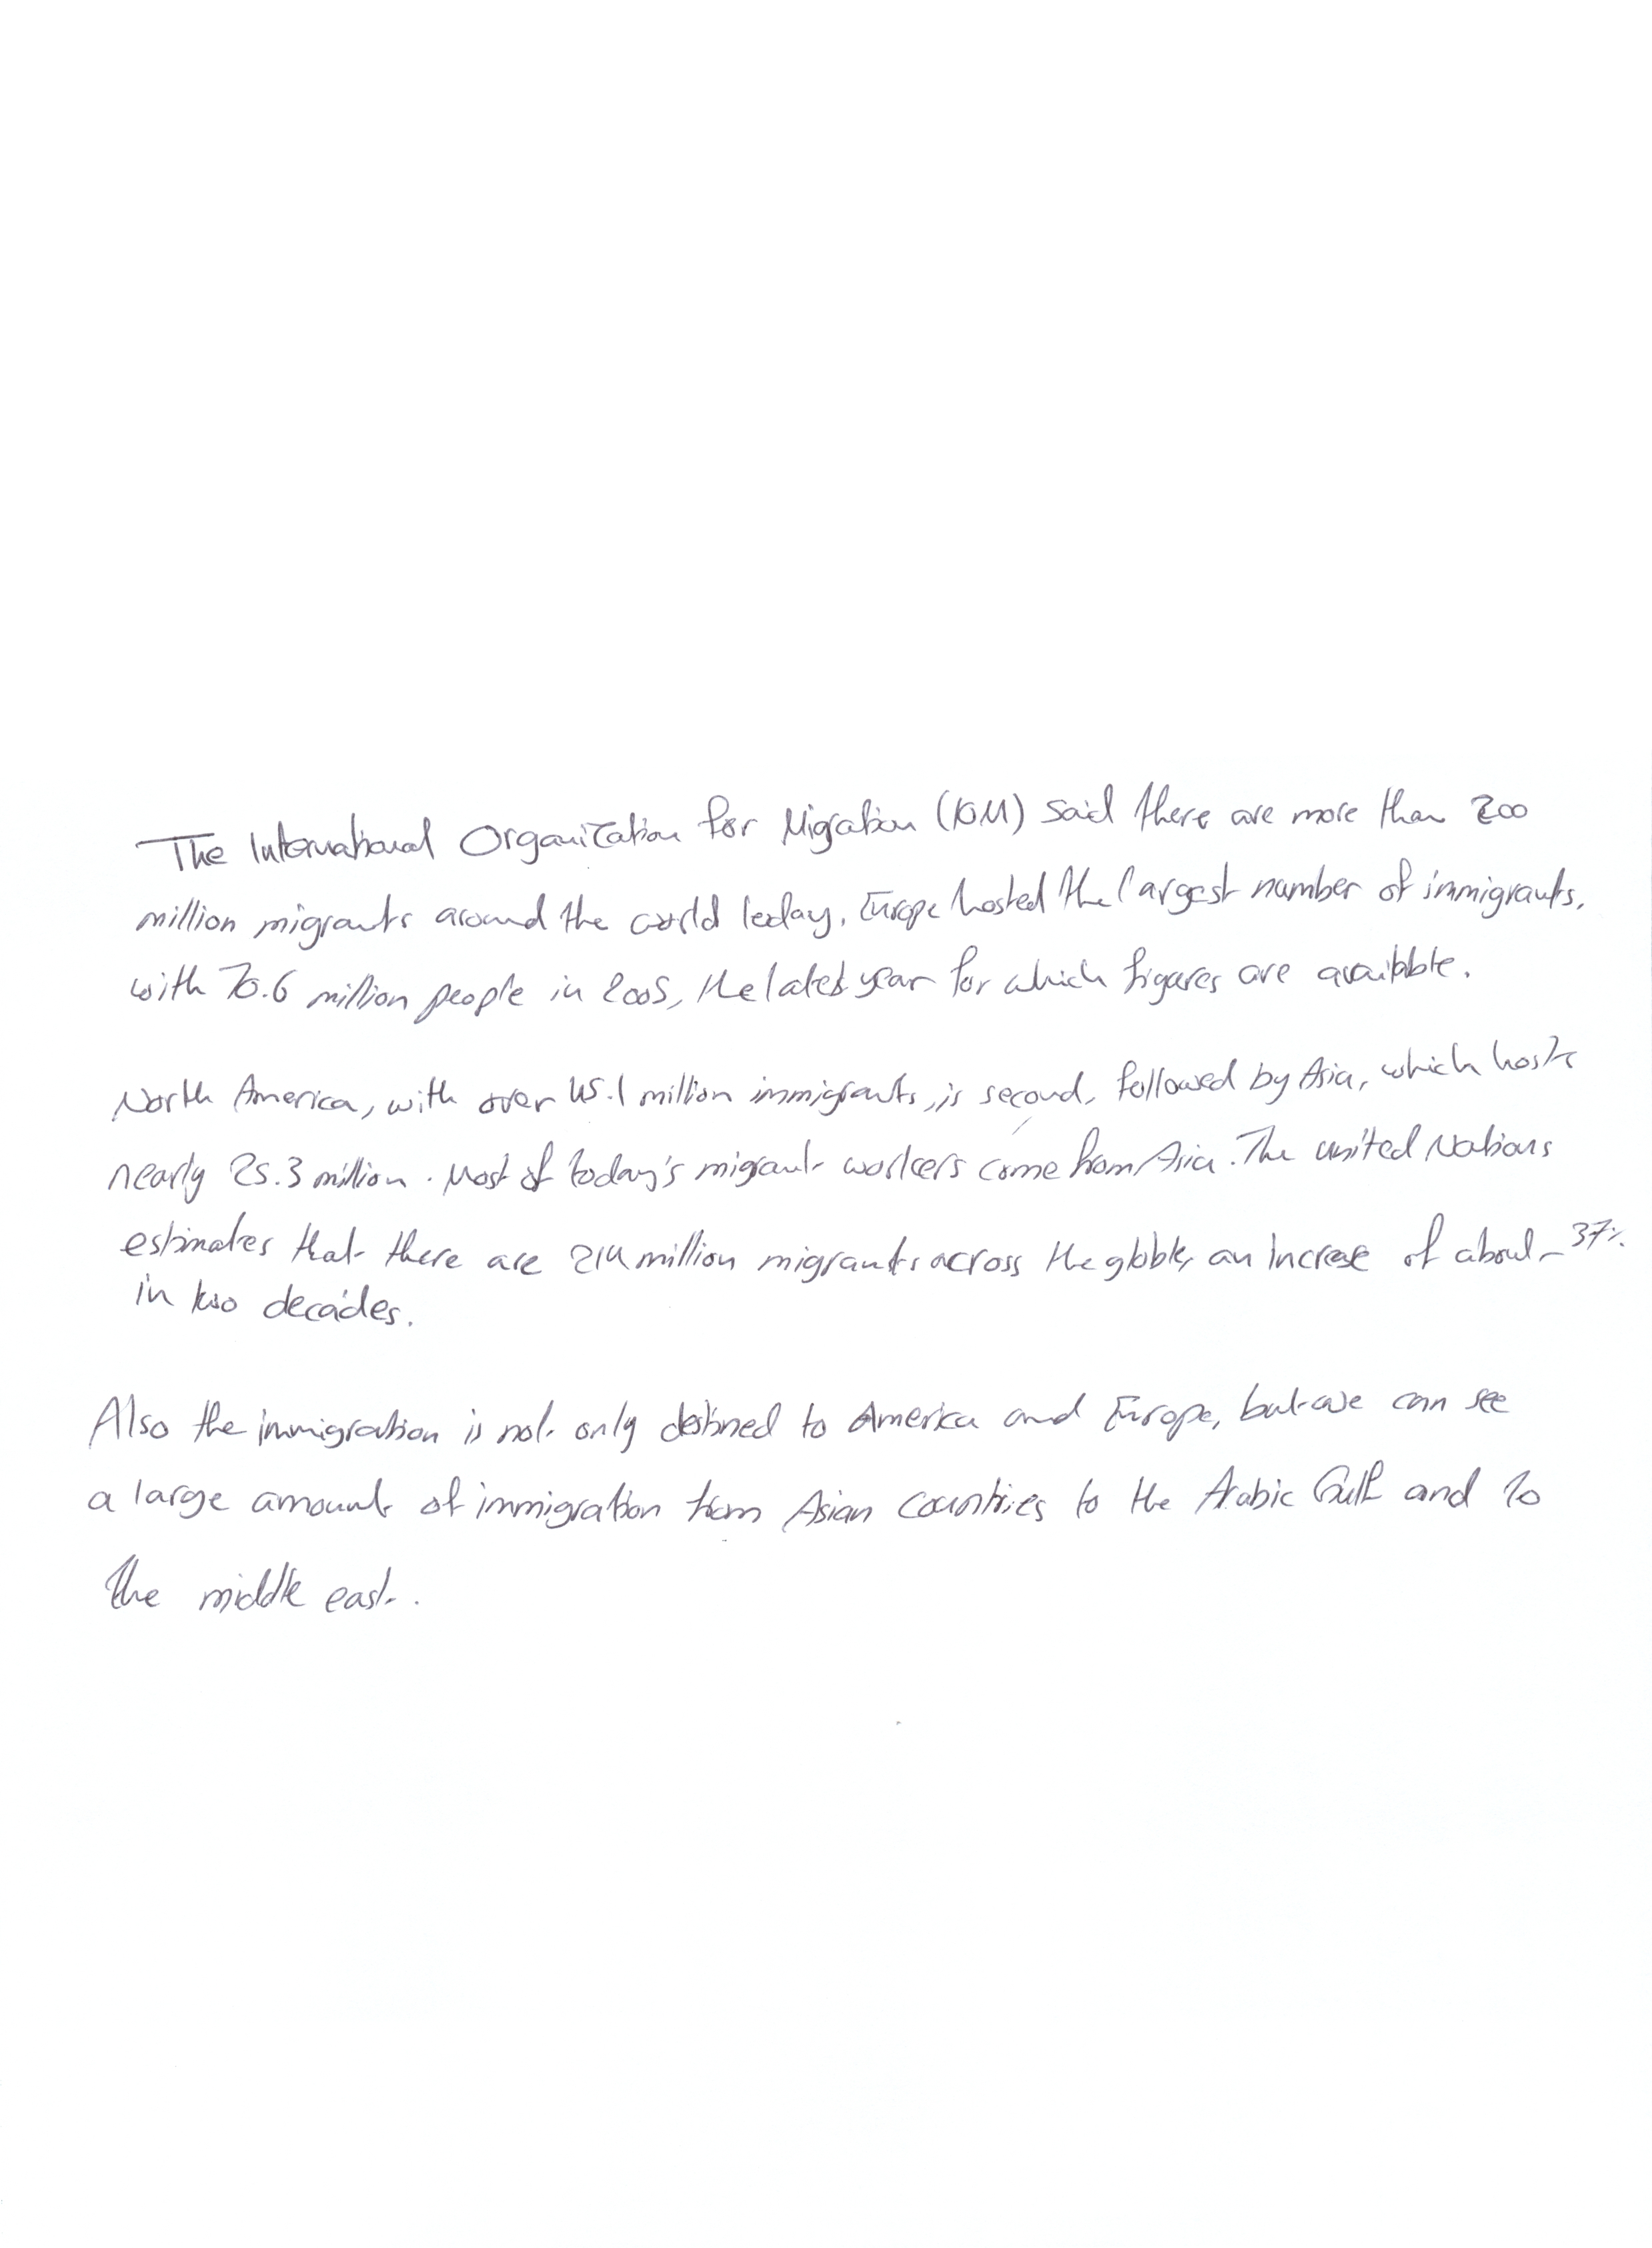 The International Organization for Migration (IOM) said there are more than 200
million migrants around the world today. Europe hosted the largest number of immigrants,
with 70.6 million people in 2005, the latest year for which figures are available.
North America, with over 45.1 million immigrants, is second, followed by Asia, which hosts
nearly 25.3 million. Most of today's migrant workers come from Asia. The united Nations
estimates that there are 214 million migrants across the globle, an increase of about 37%
in two decades.
Also the immigration is not only destined to America and Europe, but we can see
a large amount of immigration from Asian countries to the Arabic Gulf and to
the middle east.